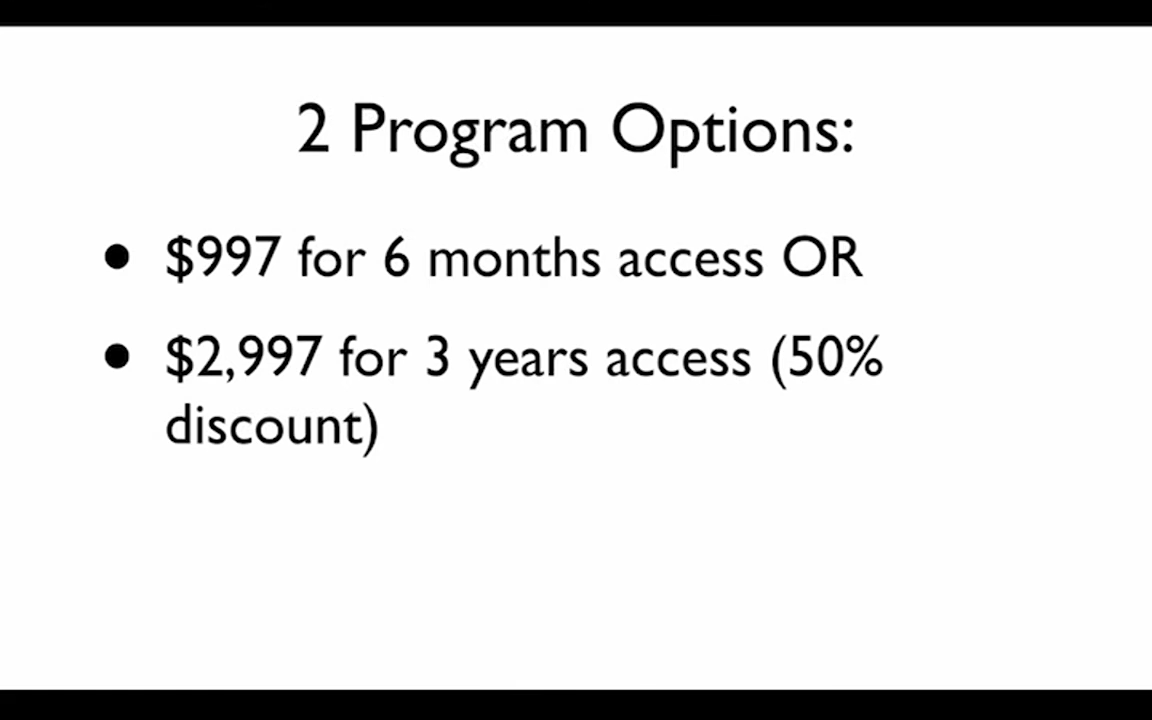 2 Program Options:
• $997 for 6 months access OR
• $2,997 for 3 years access (50%
discount)